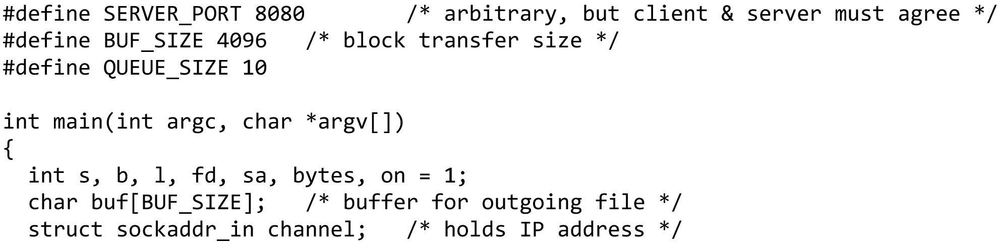 #define SERVER_PORT 8080        /* arbitrary, but client & server must agree */
#define BUF_SIZE 4096   /* block transfer size */
#define QUEUE_SIZE 10

int main(int argc, char *argv[])
{
  int s, b, l, fd, sa, bytes, on = 1;
  char buf[BUF_SIZE];   /* buffer for outgoing file */
  struct sockaddr_in channel;   /* holds IP address */